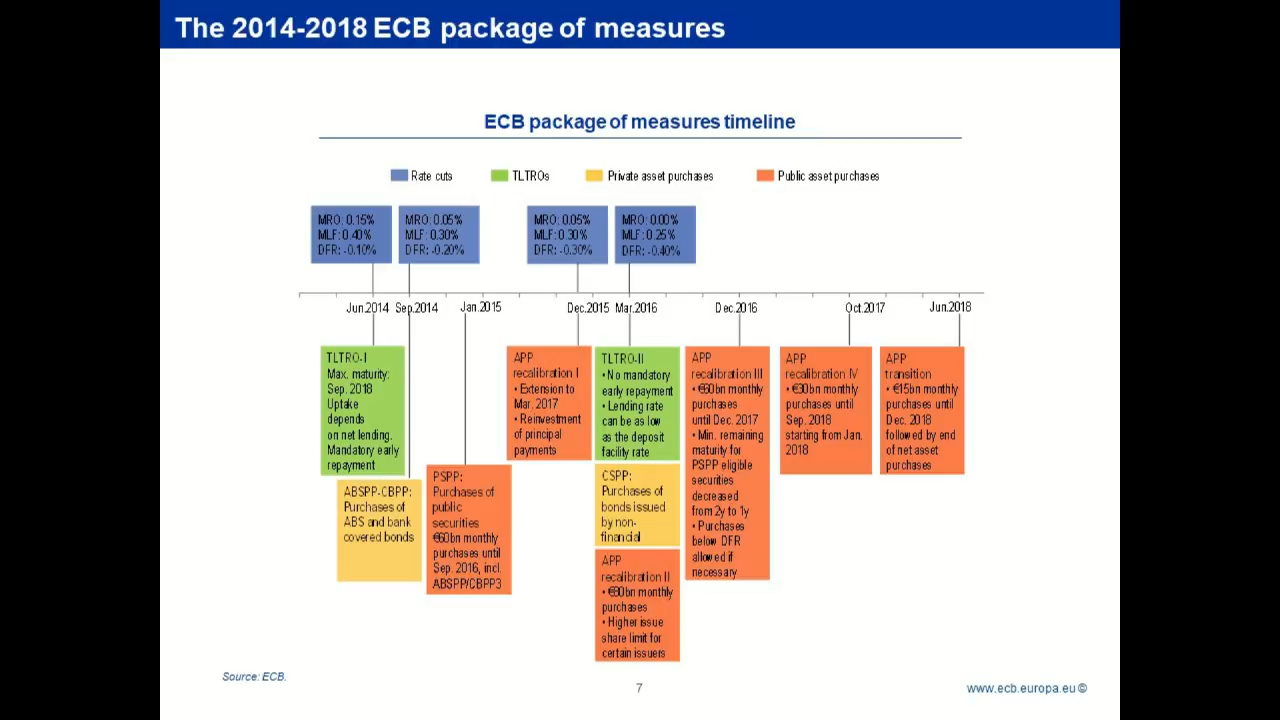 The 2014-2018 ECB package of measures
ECB package of measures timeline
Rate cuts
TLTROs
Private asset purchases
Public asset purchases
MRO: 0.15%
MLF: 0.40%
DFR: -0.10%
MRO: 0.05%
MLF: 0.30%
DFR: -0.20%
MRO: 0.05%
MLF: 0.30%
DFR: -0.30%
MRO: 0.00%
MLF: 0.25%
DFR: -0.40%
Jun.2014
Sep.2014
Jan.2015
Dec.2015
Mar.2016
Dec.2016
Oct.2017
Jun.2018
TLTRO-I
Max. maturity:
Sep. 2018
Uptake
depends
on net lending,
Mandatory early
repayment
ABSPP-CBPP:
Purchases of
ABS and bank
covered bonds
PSPP:
Purchases of
public
securities
€60bn monthly
purchases until
Sep. 2016, incl.
ABSPP/CBPP3
APP
recalibration I
• Extension to
Mar. 2017
• Reinvestment
of principal
payments
TLTRO-II
• No mandatory
early repayment
• Lending rate
can be as low
as the deposit
facility rate
CSPP:
Purchases of
bonds issued
by non-
financial
APP
recalibration II
• €80bn monthly
purchases
• Higher issue
share limit for
certain issuers
APP
recalibration III
• €60bn monthly
purchases
until Dec. 2017
• Min. remaining
maturity for
PSPP eligible
securities
decreased
from 2y to 1y
• Purchases
below DFR
allowed if
necessary
APP
recalibration IV
• €30bn monthly
purchases until
Sep. 2018
starting from Jan.
2018
APP
transition
• €15bn monthly
purchases until
Dec. 2018
followed by end
of net asset
purchases
Source: ECB.
7
www.ecb.europa.eu ©